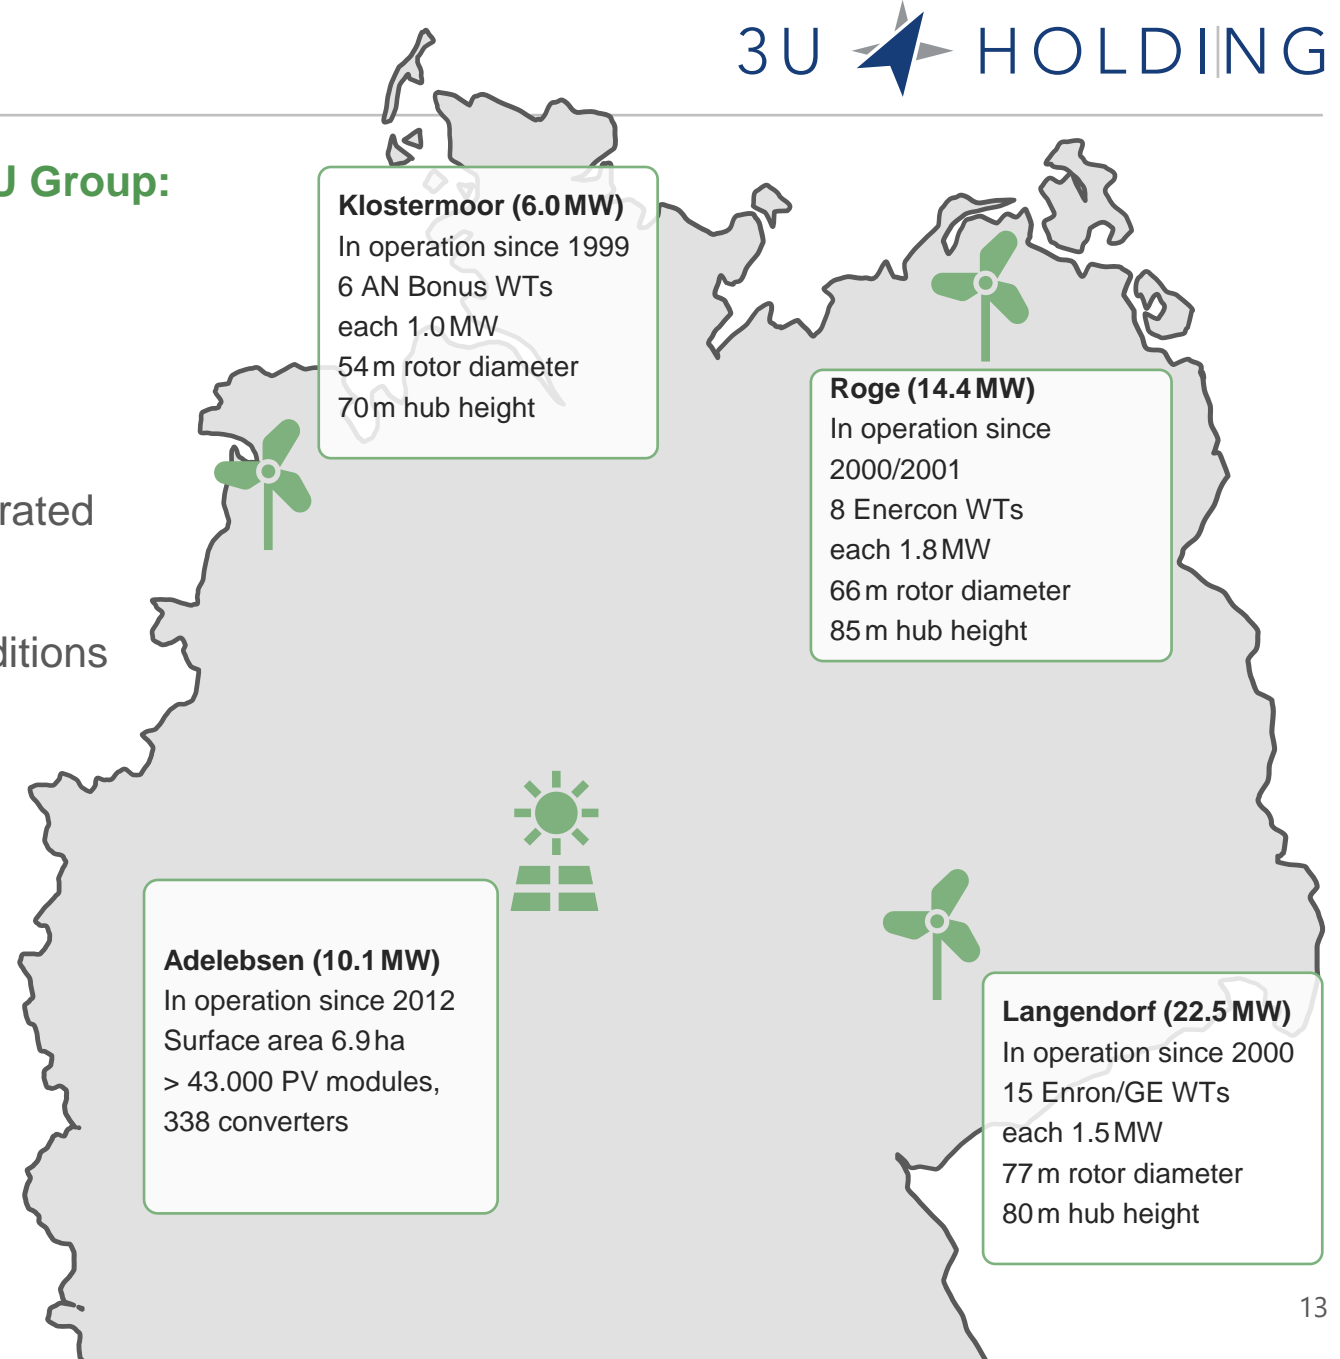 3U HOLDING
U Group:
rated
ditions
Klostermoor (6.0 MW)
In operation since 1999
6 AN Bonus WTs
each 1.0 MW
54 m rotor diameter
70 m hub height
Roge (14.4 MW)
In operation since
2000/2001
8 Enercon WTs
each 1.8 MW
66 m rotor diameter
85 m hub height
Adelebsen (10.1 MW)
In operation since 2012
Surface area 6.9 ha
> 43.000 PV modules,
338 converters
Langendorf (22.5 MW)
In operation since 2000
15 Enron/GE WTs
each 1.5 MW
77 m rotor diameter
80 m hub height
13